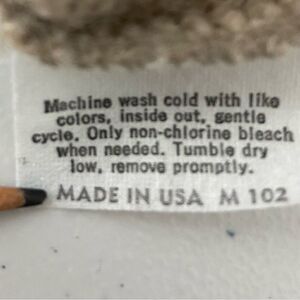 Machine wash cold with like
colors, inside out, gentle
cycle. Only non-chlorine bleach
when needed. Tumble dry
low, remove promptly.
MADE IN USA M 102